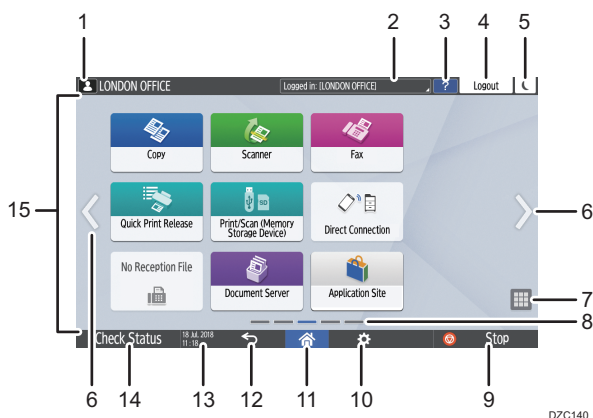 1
2
3
4
5
LONDON OFFICE
Logged in: [LONDON OFFICE]
?
Logout
Copy
Scanner
Fax
15
6
Quick Print Release
SD
Print/Scan (Memory
Storage Device)
Direct Connection
No Reception File
Document Server
Application Site
7
8
Check Status
18 Jul. 2018
11 : 18
Stop
6
14
13
12
11
10
9
DZC140